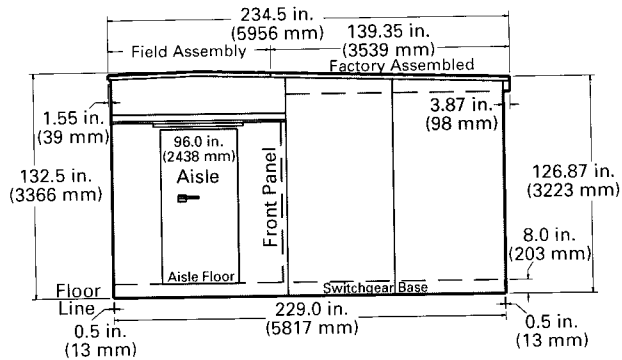 234.5 in.
(5956 mm)
139.35 in.
(3539 mm)
Field Assembly
Factory Assembled
1.55 in.
(39 mm)
3.87 in.
(98 mm)
96.0 in.
(2438 mm)
Aisle
Front Panel
132.5 in.
(3366 mm)
126.87 in.
(3223 mm)
8.0 in.
(203 mm)
Aisle Floor
Switchgear Base
Floor
Line
229.0 in.
(5817 mm)
0.5 in.
(13 mm)
0.5 in.
(13 mm)